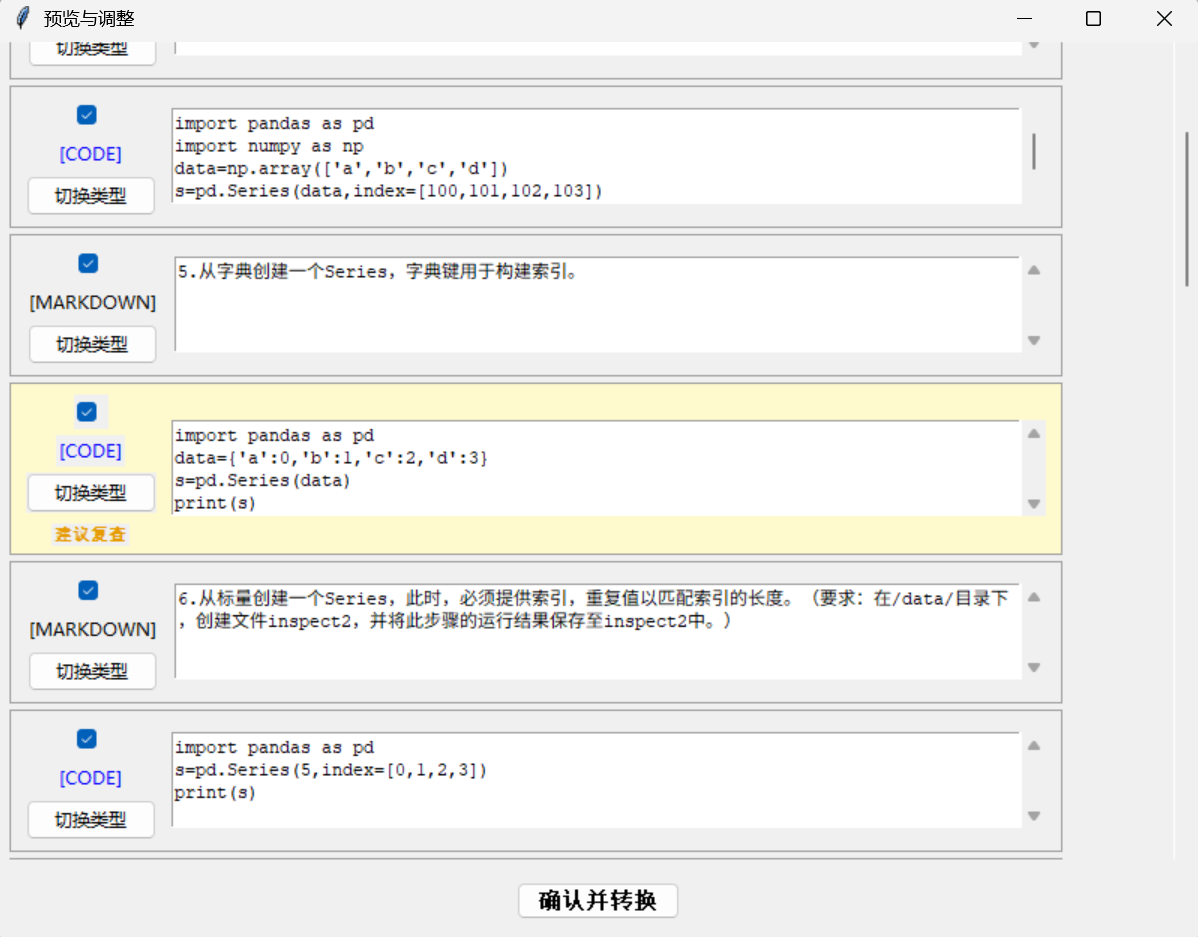 预览与调整
切换类型
[CODE]
切换类型
import pandas as pd
import numpy as np
data=np.array(['a','b','c','d'])
s=pd.Series(data,index=[100,101,102,103])
[MARKDOWN]
切换类型
5.从字典创建一个Series，字典键用于构建索引。
[CODE]
切换类型
建议复查
import pandas as pd
data={'a':0,'b':1,'c':2,'d':3}
s=pd.Series(data)
print(s)
[MARKDOWN]
切换类型
6.从标量创建一个Series，此时，必须提供索引，重复值以匹配索引的长度。（要求：在/data/目录下
，创建文件inspect2，并将此步骤的运行结果保存至inspect2中。）
[CODE]
切换类型
import pandas as pd
s=pd.Series(5,index=[0,1,2,3])
print(s)
确认并转换